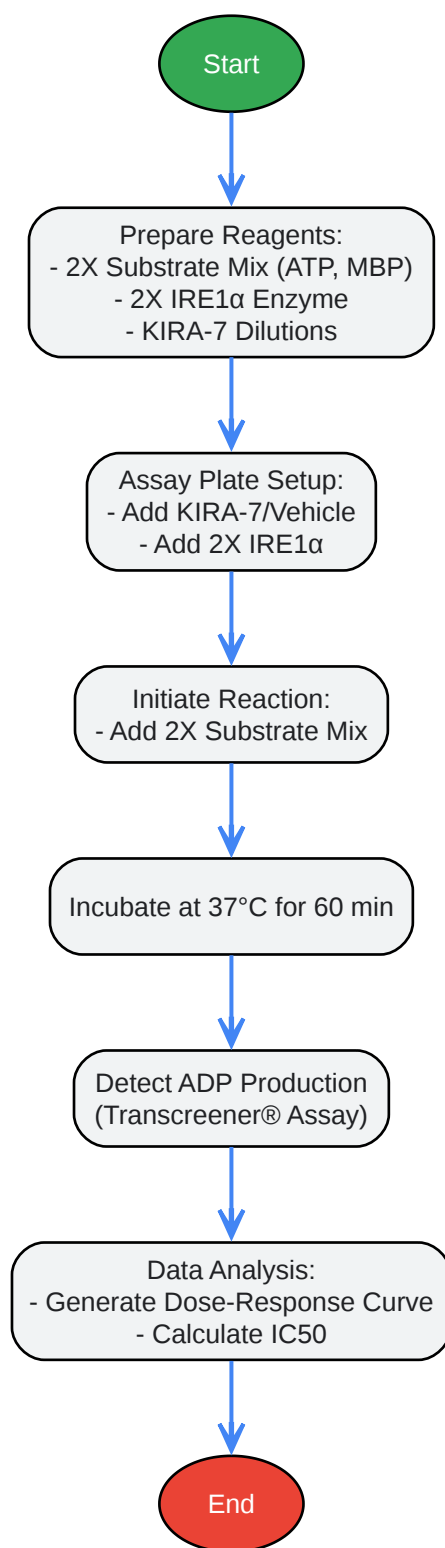 Start
Prepare Reagents:
- 2X Substrate Mix (ATP, MBP)
- 2X IRE1α Enzyme
- KIRA-7 Dilutions
Assay Plate Setup:
- Add KIRA-7/Vehicle
- Add 2X IRE1α
Initiate Reaction:
- Add 2X Substrate Mix
Incubate at 37°C for 60 min
Detect ADP Production
(Transcreener® Assay)
Data Analysis:
- Generate Dose-Response Curve
- Calculate IC50
End